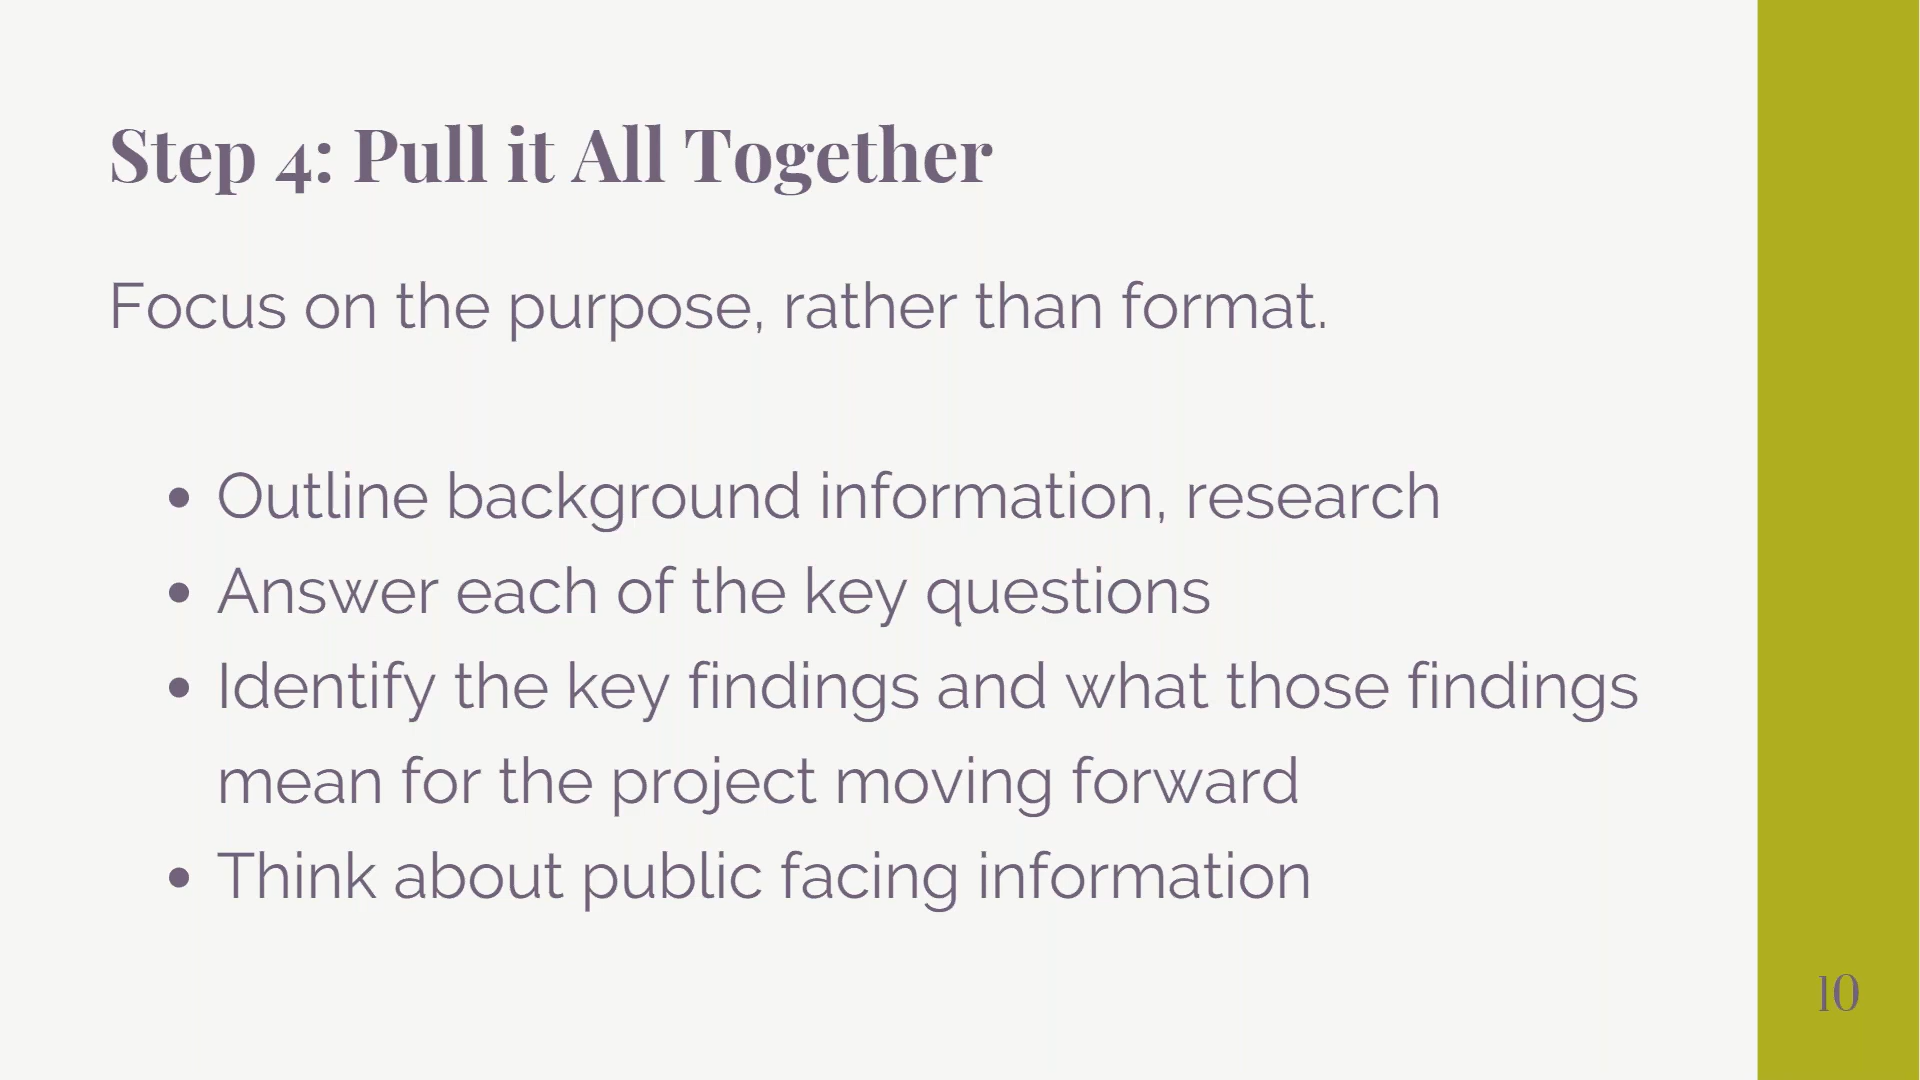 Step 4: Pull it All Together
Focus on the purpose, rather than format.
• Outline background information, research
• Answer each of the key questions
• Identify the key findings and what those findings
mean for the project moving forward
• Think about public facing information
10